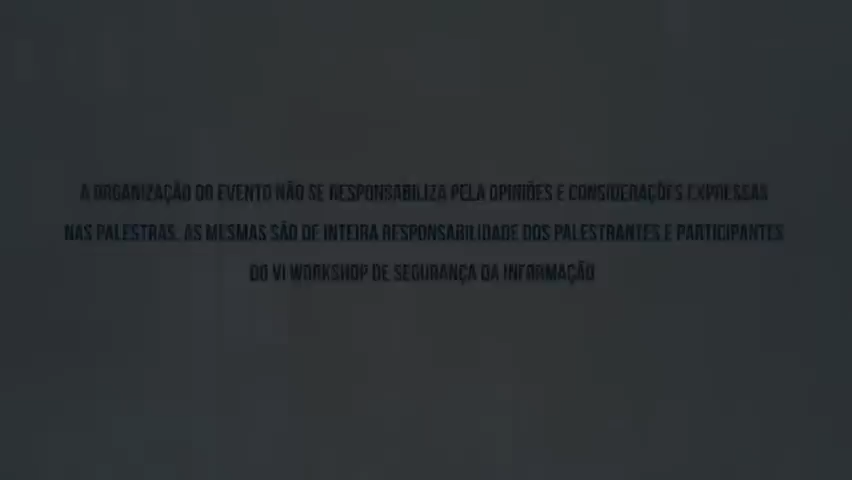 A ORGANIZAÇÃO DO EVENTO NÃO SE RESPONSABILIZA PELA OPINIÕES E CONSIDERAÇÕES EXPRESSAS
NAS PALESTRAS. AS MESMAS SÃO DE INTEIRA RESPONSABILIDADE DOS PALESTRANTES E PARTICIPANTES
DO VI WORKSHOP DE SEGURANÇA DA INFORMAÇÃO